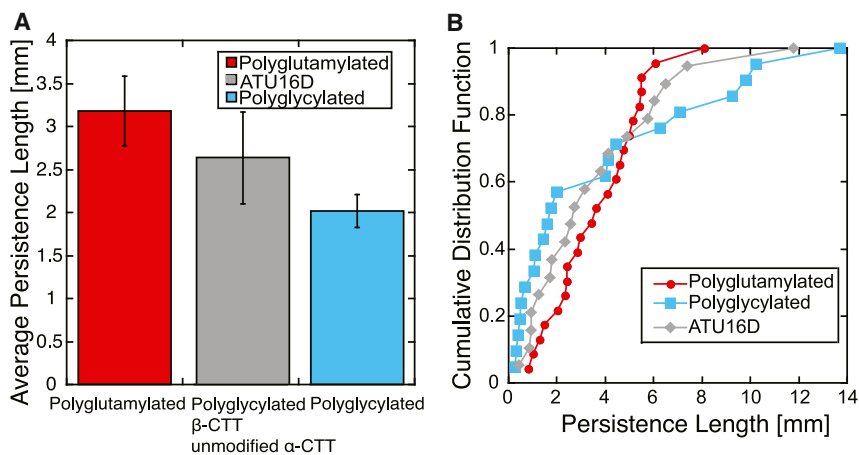 A
Average Persistence Length [mm]
4
3.5
3
2.5
2
1.5
1
0.5
0
Polyglutamylated
ATU16D
Polyglycylated
Polyglutamylated
Polyglycylated
β-CTT
unmodified α-CTT
Polyglycylated
B
Cumulative Distribution Function
1
0.8
0.6
0.4
0.2
0
Polyglutamylated
Polyglycylated
ATU16D
0 2 4 6 8 10 12 14
Persistence Length [mm]